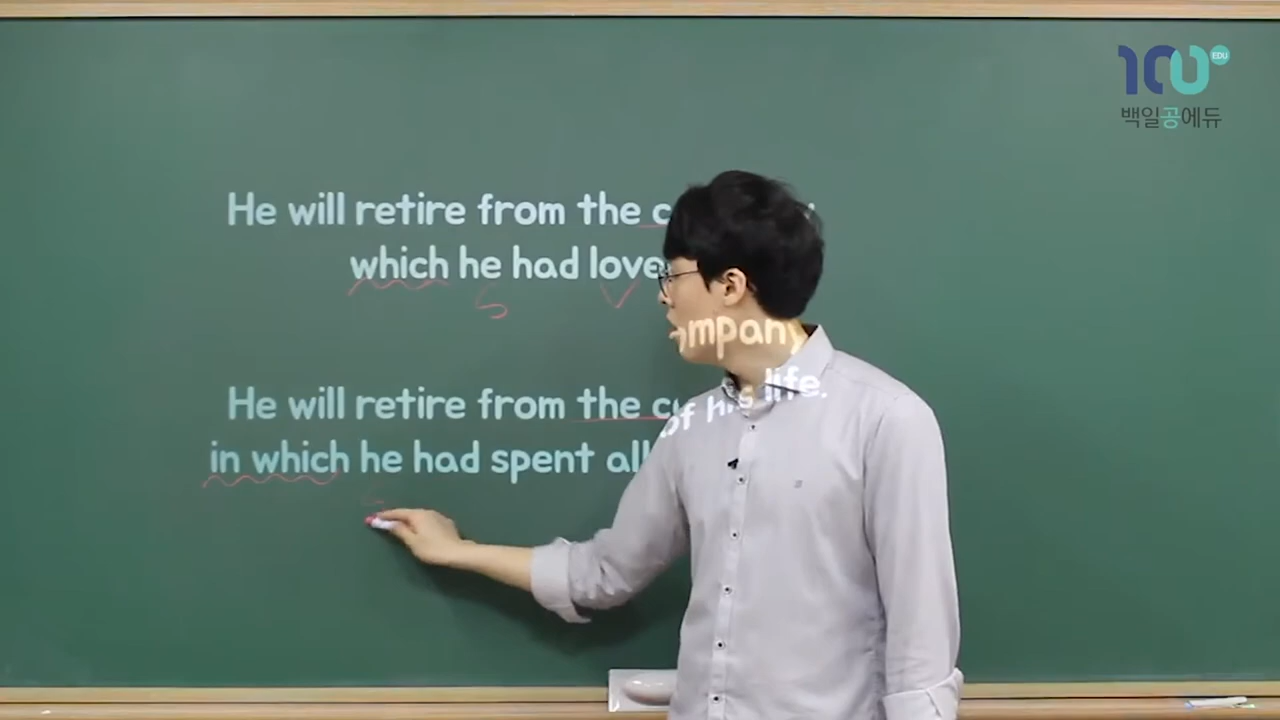 100 EDU
백일공에듀
He will retire from the
which he had love
S V
He will retire from the company
in which he had spent all of his life.